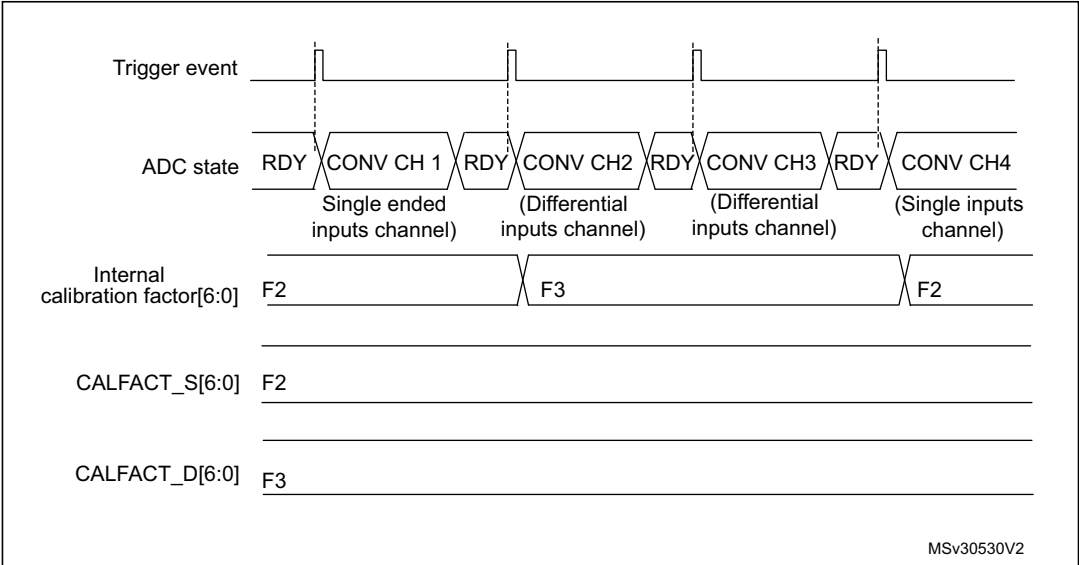 Trigger event
ADC state
RDY CONV CH 1 RDY CONV CH2 RDY CONV CH3 RDY CONV CH4
Single ended
inputs channel)
(Differential
inputs channel)
(Differential
inputs channel)
(Single inputs
channel)
Internal
calibration factor[6:0]
F2 F3 F2
CALFACT_S[6:0] F2
CALFACT_D[6:0] F3
MSv30530V2